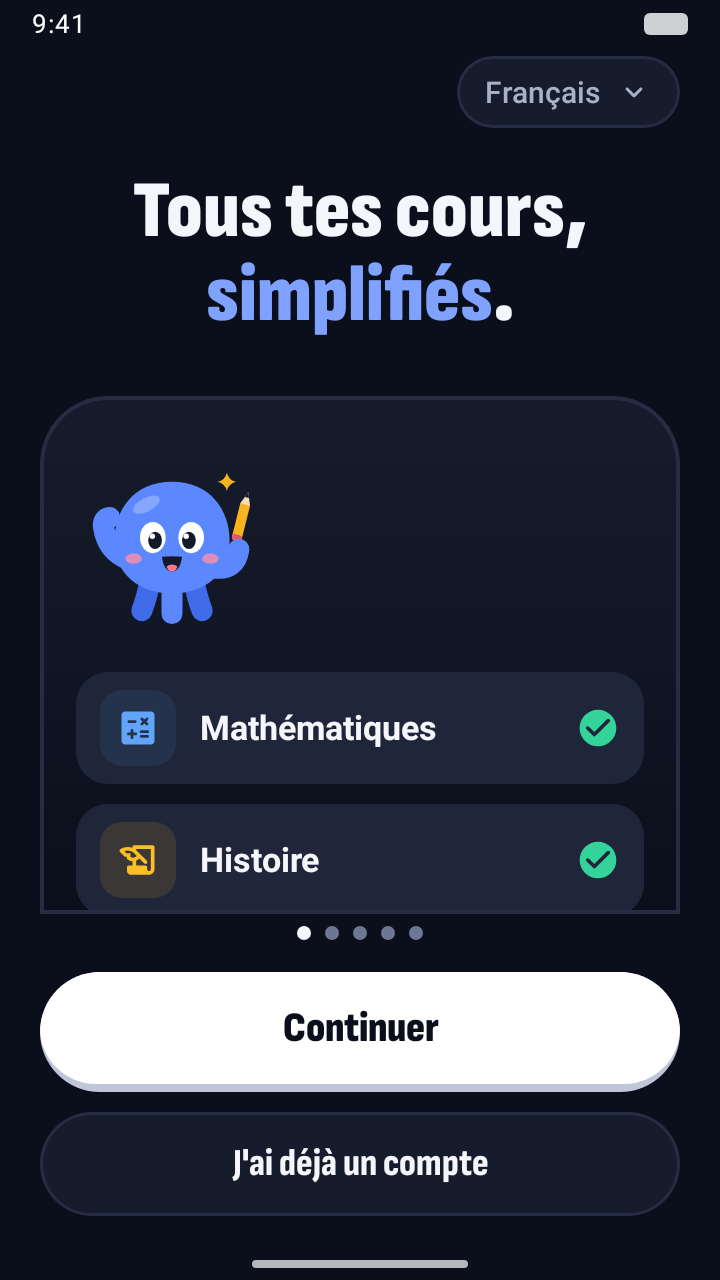 9:41
Français
Tous tes cours,
simplifiés.
Mathématiques
Histoire
Continuer
J'ai déjà un compte